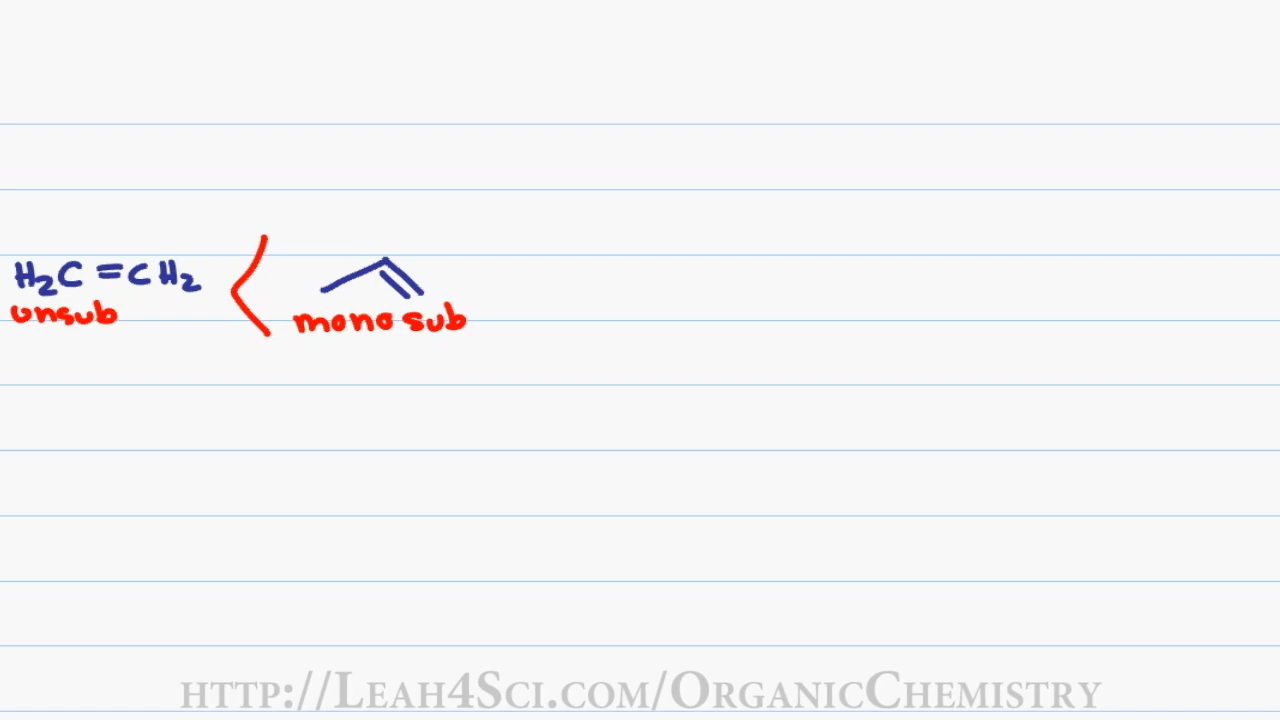 H₂C=CH₂ <
unsub mono sub
http://Leah4Sci.com/OrganicChemistry